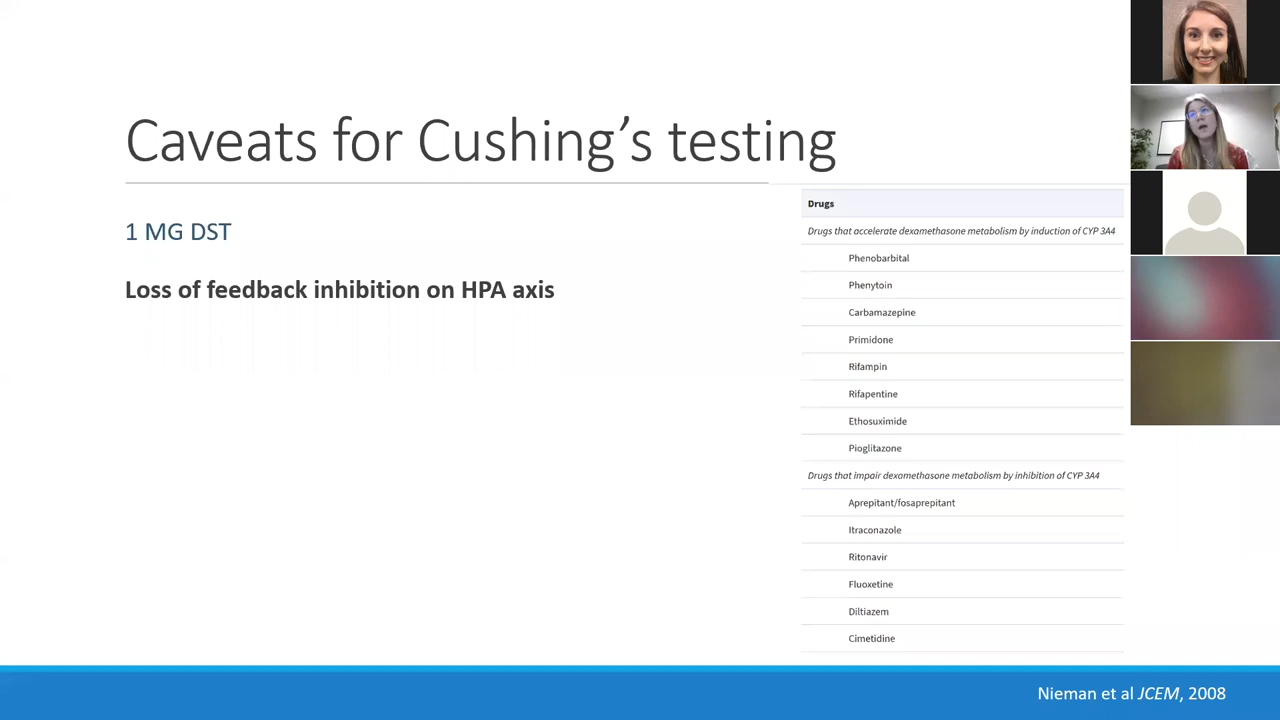 Caveats for Cushing’s testing
1 MG DST
Loss of feedback inhibition on HPA axis
Drugs
Drugs that accelerate dexamethasone metabolism by induction of CYP 3A4
Phenobarbital
Phenytoin
Carbamazepine
Primidone
Rifampin
Rifapentine
Ethosuximide
Pioglitazone
Drugs that impair dexamethasone metabolism by inhibition of CYP 3A4
Aprepitant/fosaprepitant
Itraconazole
Ritonavir
Fluoxetine
Diltiazem
Cimetidine
Nieman et al JCEM, 2008